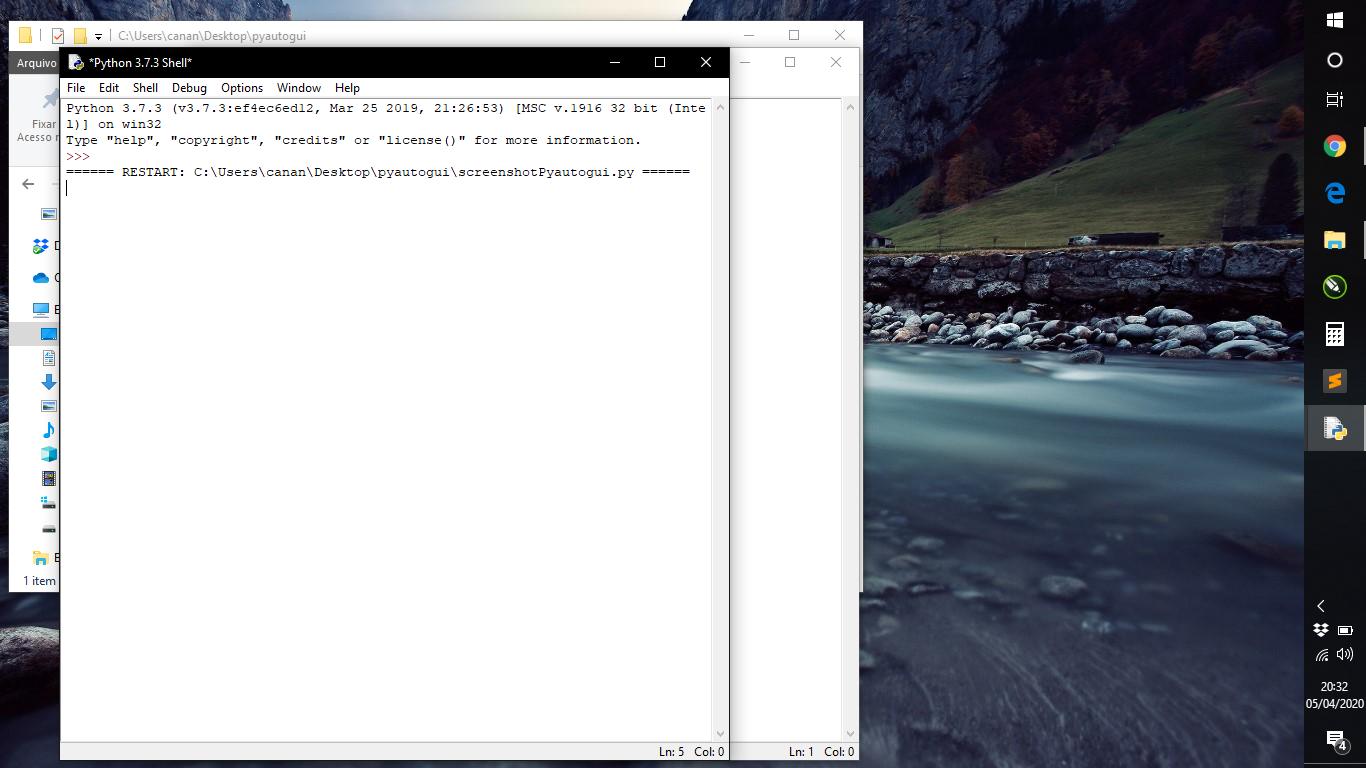 C:\Users\canan\Desktop\pyautogui
Arquivo
Fixar
Acesso
1 item
*Python 3.7.3 Shell*
File Edit Shell Debug Options Window Help
Python 3.7.3 (v3.7.3:ef4ec6ed12, Mar 25 2019, 21:26:53) [MSC v.1916 32 bit (Inte
l)] on win32
Type "help", "copyright", "credits" or "license()" for more information.
>>>
====== RESTART: C:\Users\canan\Desktop\pyautogui\screenshotPyautogui.py ======
Ln: 5 Col: 0
Ln: 1 Col: 0
20:32
05/04/2020
4